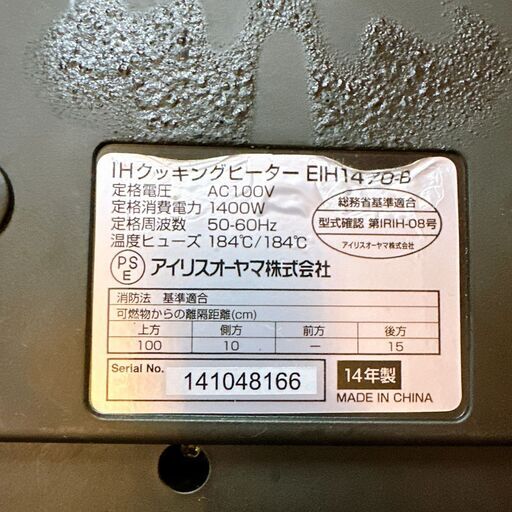 IHクッキングヒーター EIH1470-B
定格電圧 AC100V
定格消費電力 1400W
定格周波数 50-60Hz
温度ヒューズ 184℃/184℃
総務省基準適合
型式確認 第IRIH-08号
アイリスオーヤマ株式会社
PS
E
アイリスオーヤマ株式会社
消防法 基準適合
可燃物からの離隔距離(cm)
上方 側方 前方 後方
100 10 ー 15
Serial No. 141048166
14年製
MADE IN CHINA